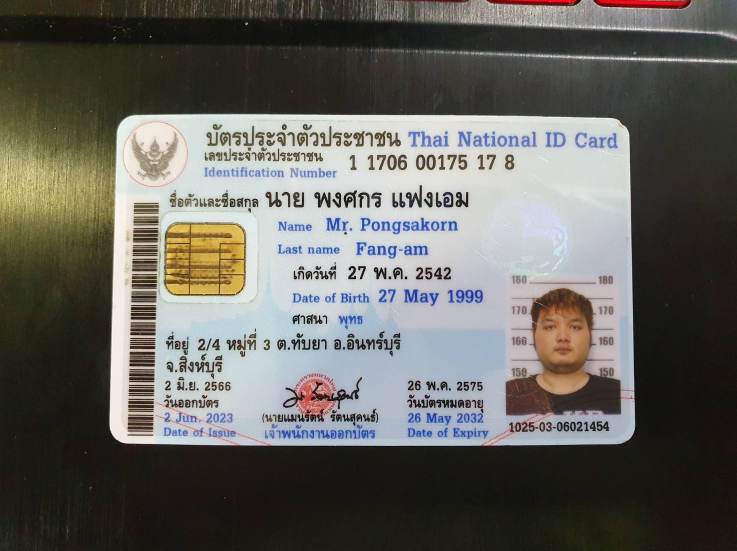 บัตรประจำตัวประชาชน Thai National ID Card
เลขประจำตัวประชาชน 1 1706 00175 17 8
Identification Number
ชื่อตัวและชื่อสกุล นาย พงศกร แฟงเอม
Name Mr. Pongsakorn
Last name Fang-am
เกิดวันที่ 27 พ.ค. 2542
Date of Birth 27 May 1999
ศาสนา พุทธ
ที่อยู่ 2/4 หมู่ที่ 3 ต.ทับยา อ.อินทร์บุรี
จ.สิงห์บุรี
2 มิ.ย. 2566
วันออกบัตร
2 Jun. 2023
Date of Issue
(นายแมนรัตน์ รัตนสุคนธ์)
เจ้าพนักงานออกบัตร
26 พ.ค. 2575
วันบัตรหมดอายุ
26 May 2032
Date of Expiry
180 180
170 170
160 160
150 150
1025-03-06021454